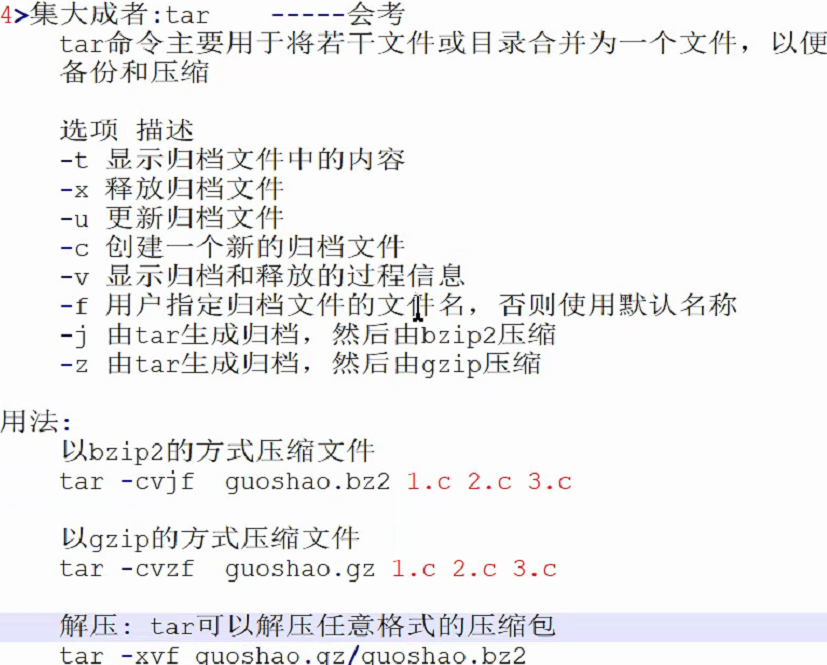 4>集大成者:tar    -----会考
tar命令主要用于将若干文件或目录合并为一个文件，以便
备份和压缩
选项 描述
-t 显示归档文件中的内容
-x 释放归档文件
-u 更新归档文件
-c 创建一个新的归档文件
-v 显示归档和释放的过程信息
-f 用户指定归档文件的文件名，否则使用默认名称
-j 由tar生成归档，然后由bzip2压缩
-z 由tar生成归档，然后由gzip压缩
用法:
以bzip2的方式压缩文件
tar -cvjf  guoshao.bz2 1.c 2.c 3.c
以gzip的方式压缩文件
tar -cvzf  guoshao.gz 1.c 2.c 3.c
解压: tar可以解压任意格式的压缩包
tar -xvf guoshao.gz/guoshao.bz2